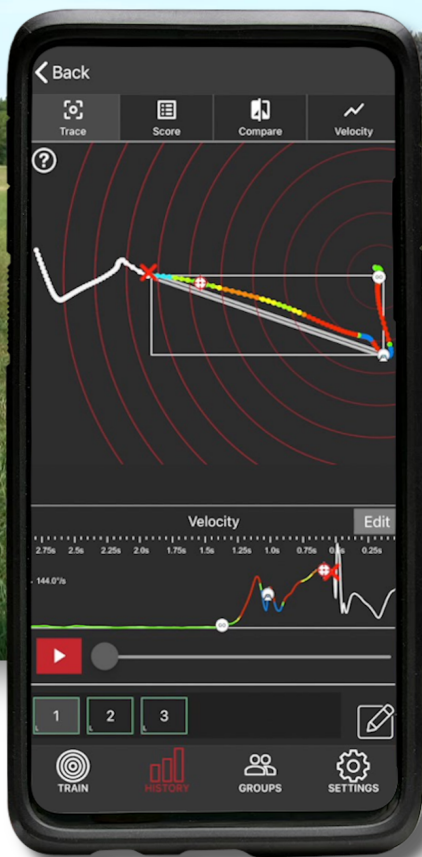 Back
Trace Score Compare Velocity
?
Velocity Edit
2.75s 2.5s 2.25s 2.0s 1.75s 1.5s 1.25s 1.0s 0.75s 0.25s
144.0°/s
1 2 3
L L L
TRAIN HISTORY GROUPS SETTINGS